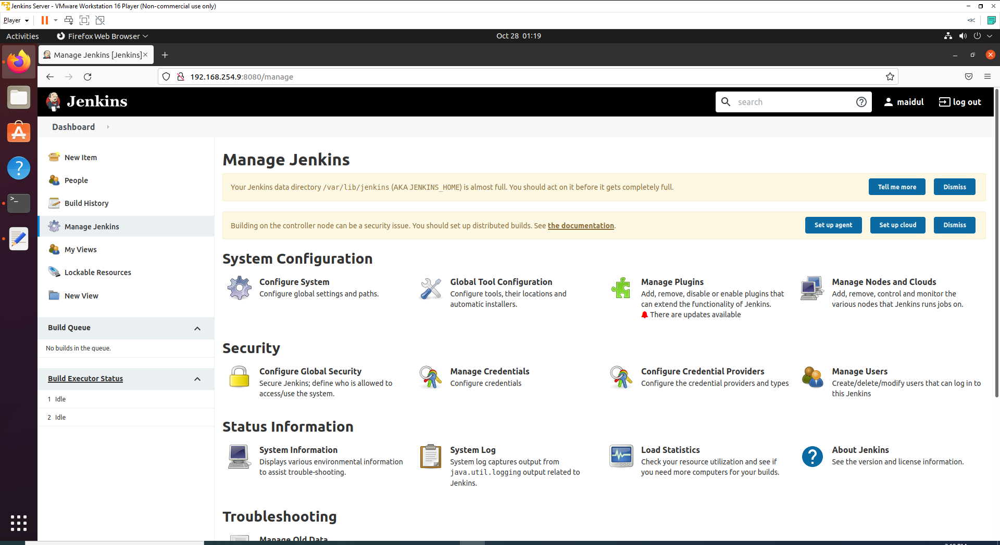 Jenkins Server - VMware Workstation 16 Player (Non-commercial use only)
Player
Activities
Firefox Web Browser
Oct 28 01:19
Manage Jenkins [Jenkins]
192.168.254.9:8080/manage
Jenkins
search
maidul
log out
Dashboard
New Item
People
Build History
Manage Jenkins
My Views
Lockable Resources
New View
Build Queue
No builds in the queue.
Build Executor Status
1 Idle
2 Idle
Manage Jenkins
Your Jenkins data directory /var/lib/jenkins (AKA JENKINS_HOME) is almost full. You should act on it before it gets completely full.
Tell me more
Dismiss
Building on the controller node can be a security issue. You should set up distributed builds. See the documentation.
Set up agent
Set up cloud
Dismiss
System Configuration
Configure System
Configure global settings and paths.
Global Tool Configuration
Configure tools, their locations and
automatic installers.
Manage Plugins
Add, remove, disable or enable plugins that
can extend the functionality of Jenkins.
There are updates available
Manage Nodes and Clouds
Add, remove, control and monitor the
various nodes that Jenkins runs jobs on.
Security
Configure Global Security
Secure Jenkins; define who is allowed to
access/use the system.
Manage Credentials
Configure credentials
Configure Credential Providers
Configure the credential providers and types
Manage Users
Create/delete/modify users that can log in to
this Jenkins
Status Information
System Information
Displays various environmental information
to assist trouble-shooting.
System Log
System log captures output from
java.util.logging output related to
Jenkins.
Load Statistics
Check your resource utilization and see if
you need more computers for your builds.
About Jenkins
See the version and license information.
Troubleshooting
Manage Old Data